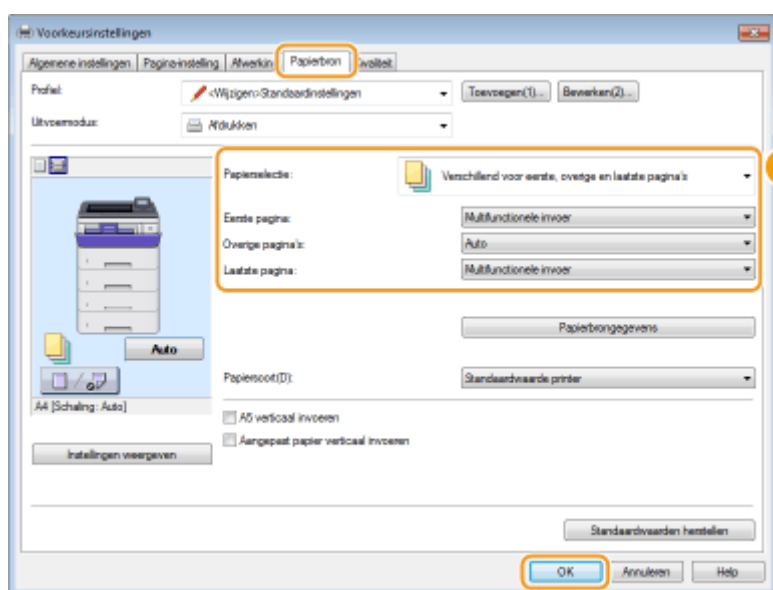 Voorkeursinstellingen
Algemene instellingen Pagina-instelling Afwerking Papierbron Kwaliteit
Profiel: <Wijzigen>Standaardinstellingen Toevoegen(1)... Bewerken(2)...
Uitvoermodus: Afdrukken
Papierselectie: Verschillend voor eerste, overige en laatste pagina's
Eerste pagina: Multifunctionele invoer
Overige pagina's: Auto
Laatste pagina: Multifunctionele invoer
Papierbrongegevens
Auto
Papiersoort(D): Standaardwaarde printer
A4 [Schaling: Auto]
A5 verticaal invoeren
Aangepast papier verticaal invoeren
Instellingen weergeven
Standaardwaarden herstellen
OK Annuleren Help